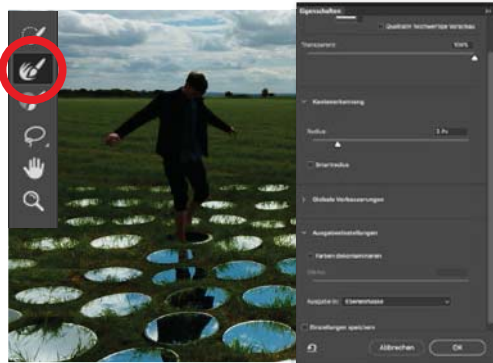 Eigenschaften
Qualitativ hochwertige Vorschau
Transparenz: 100%
Kantenerkennung
Radius: 3 Px
Smartradius
Globale Verbesserungen
Ausgabeeinstellungen
Farben dekontaminieren
Stärke:
Ausgabe in: Ebenenmaske
Einstellungen speichern
Abbrechen
OK